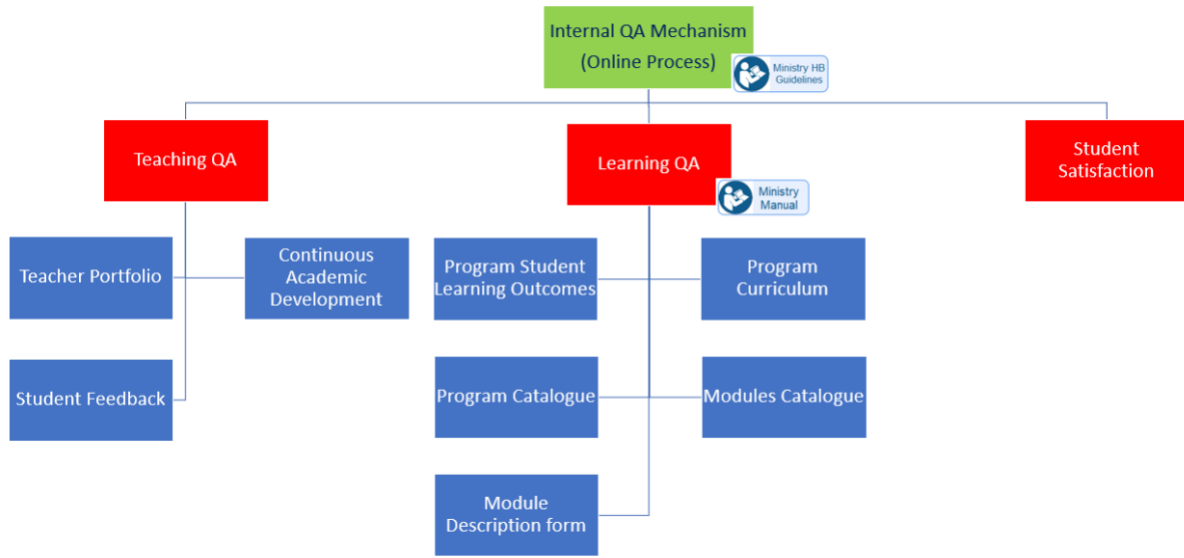 Internal QA Mechanism
(Online Process)
Ministry HB
Guidelines
Teaching QA
Learning QA
Ministry
Manual
Student
Satisfaction
Teacher Portfolio
Continuous
Academic
Development
Program Student
Learning Outcomes
Program
Curriculum
Student Feedback
Program Catalogue
Modules Catalogue
Module
Description form